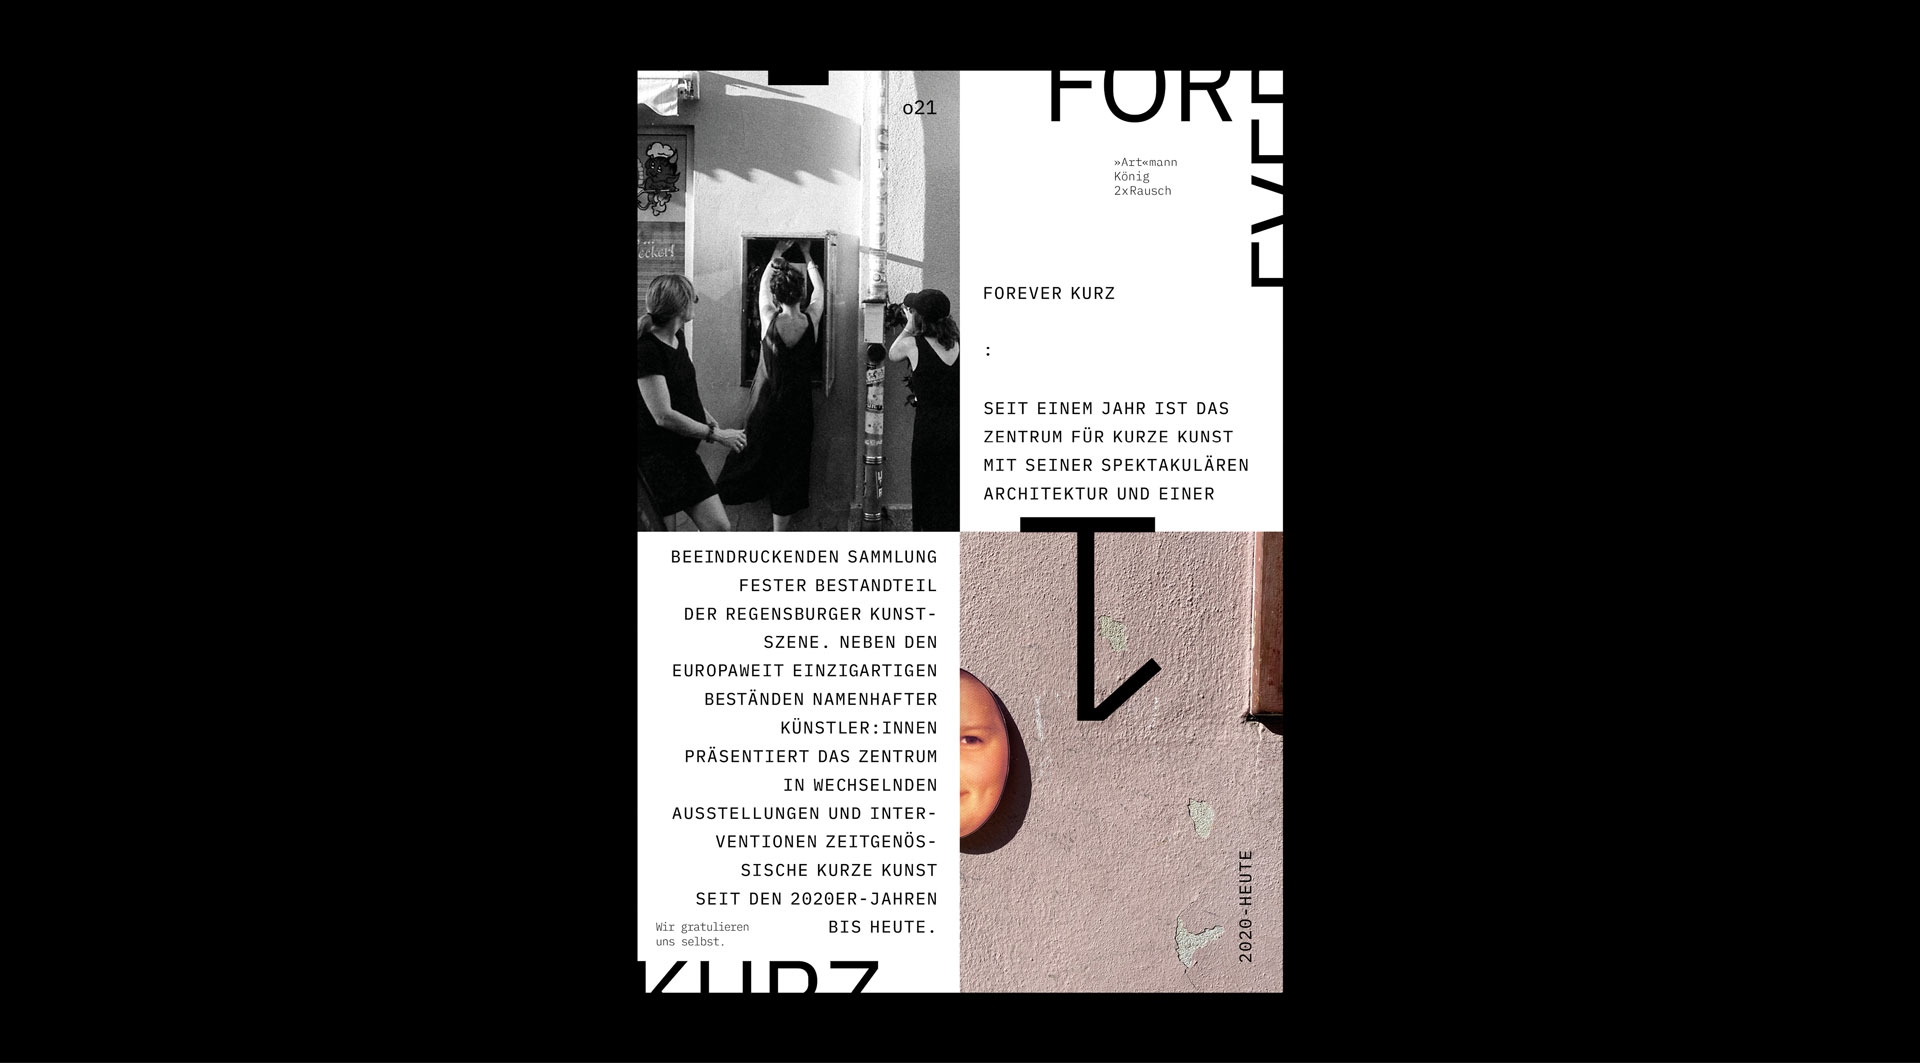 o21
FOR
EVER
»Art«mann
König
2xRausch
FOREVER KURZ
:
SEIT EINEM JAHR IST DAS
ZENTRUM FÜR KURZE KUNST
MIT SEINER SPEKTAKULÄREN
ARCHITEKTUR UND EINER
BEEINDRUCKENDEN SAMMLUNG
FESTER BESTANDTEIL
DER REGENSBURGER KUNST-
SZENE. NEBEN DEN
EUROPAWEIT EINZIGARTIGEN
BESTÄNDEN NAMENHAFTER
KÜNSTLER:INNEN
PRÄSENTIERT DAS ZENTRUM
IN WECHSELNDEN
AUSSTELLUNGEN UND INTER-
VENTIONEN ZEITGENÖS-
SISCHE KURZE KUNST
SEIT DEN 2020ER-JAHREN
BIS HEUTE.
Wir gratulieren
uns selbst.
KURZ
2020-HEUTE